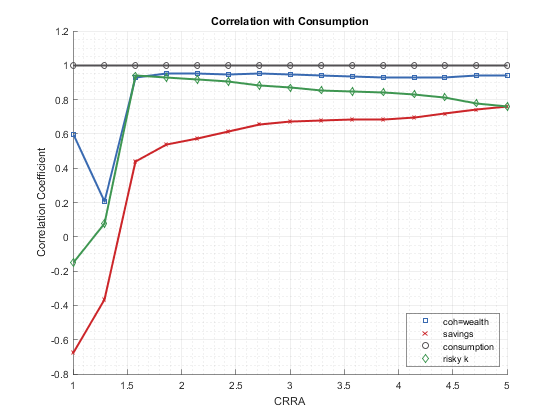 Correlation with Consumption
1.2
1
0.8
0.6
0.4
0.2
0
-0.2
-0.4
-0.6
-0.8
Correlation Coefficient
1
1.5
2
2.5
3
3.5
4
4.5
5
CRRA
coh=wealth
savings
consumption
risky k